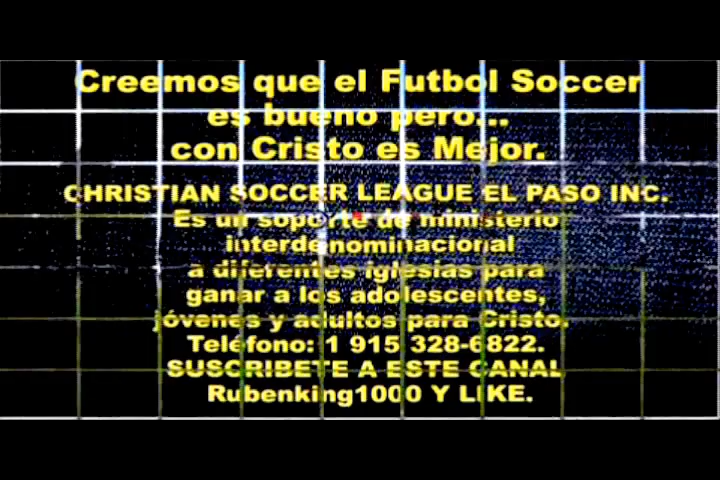 Creemos que el Futbol Soccer
es bueno pero...
con Cristo es Mejor.
CHRISTIAN SOCCER LEAGUE EL PASO INC.
Es un soporte de ministerio
interdenominacional
a diferentes iglesias para
ganar a los adolescentes,
jóvenes y adultos para Cristo.
Teléfono: 1 915 328-6822.
SUSCRIBETE A ESTE CANAL
Rubenking1000 Y LIKE.